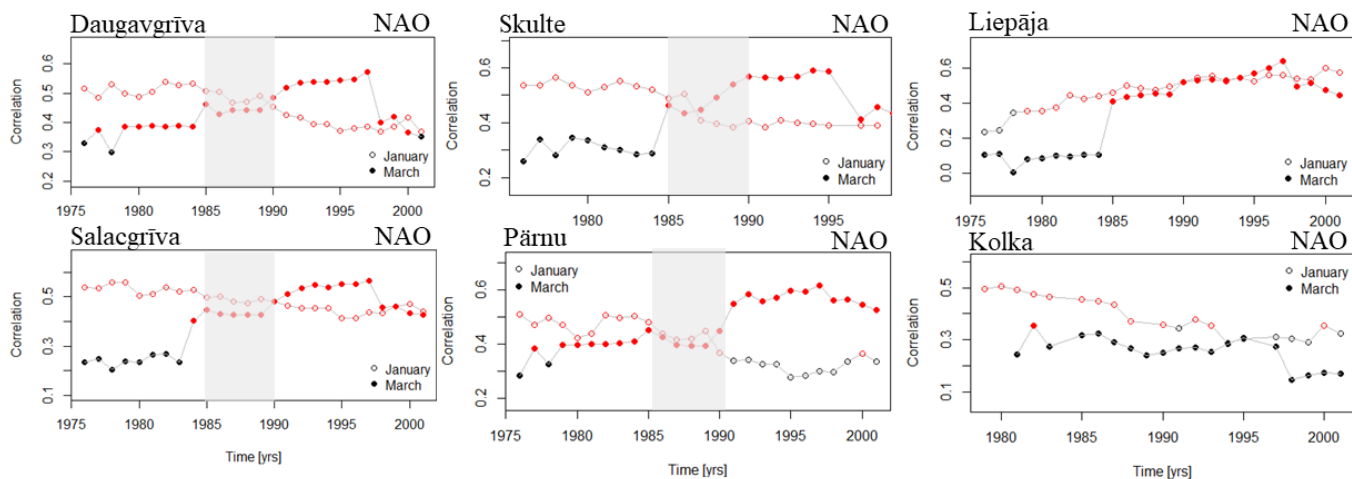 Daugavgrīva NAO
Correlation
0.6
0.5
0.4
0.3
0.2
January
March
1975 1980 1985 1990 1995 2000
Skulte NAO
Correlation
0.6
0.4
0.2
January
March
1980 1985 1990 1995
Liepāja NAO
Correlation
0.6
0.4
0.2
0.0
January
March
1975 1980 1985 1990 1995 2000
Salacgrīva NAO
Correlation
0.5
0.3
0.1
January
March
1975 1980 1985 1990 1995 2000
Time [yrs]
Pärnu NAO
Correlation
0.6
0.4
0.2
January
March
1975 1980 1985 1990 1995 2000
Time [yrs]
Kolka NAO
Correlation
0.5
0.3
0.1
January
March
1980 1985 1990 1995 2000
Time [yrs]